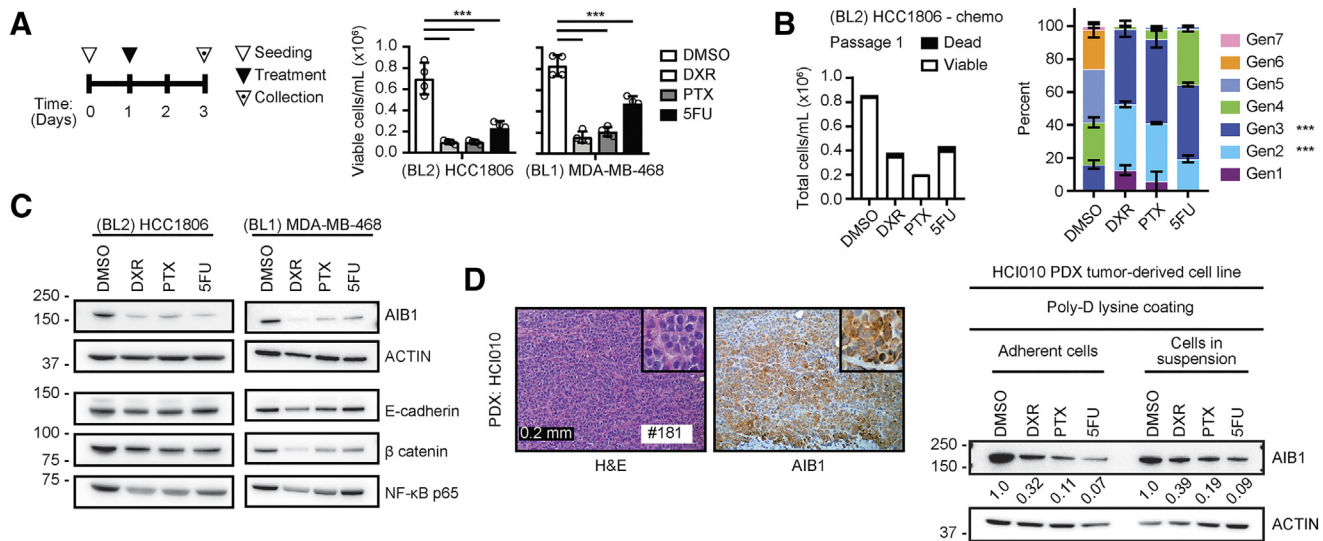 A
Seeding
Treatment
Collection
Time:
(Days)
0 1 2 3
Viable cells/mL (x10⁶)
1.0
0.8
0.6
0.4
0.2
0.0
***
***
(BL2) HCC1806 (BL1) MDA-MB-468
DMSO
DXR
PTX
5FU
B
(BL2) HCC1806 - chemo
Passage 1
Dead
Viable
Total cells/mL (x10⁶)
1.0
0.8
0.6
0.4
0.2
0.0
DMSO DXR PTX 5FU
Percent
100
80
60
40
20
0
DMSO DXR PTX 5FU
Gen7
Gen6
Gen5
Gen4
Gen3 ***
Gen2 ***
Gen1
C
(BL2) HCC1806 (BL1) MDA-MB-468
DMSO DXR PTX 5FU DMSO DXR PTX 5FU
250 -
150 -
AIB1
37 -
ACTIN
150 -
E-cadherin
100 -
75 -
β catenin
75 -
NF-κB p65
D
PDX: HCI010
0.2 mm
#181
H&E AIB1
HCI010 PDX tumor-derived cell line
Poly-D lysine coating
Adherent cells
Cells in
suspension
DMSO DXR PTX 5FU DMSO DXR PTX 5FU
250 -
150 -
AIB1
1.0 0.32 0.11 0.07 1.0 0.39 0.19 0.09
37 -
ACTIN